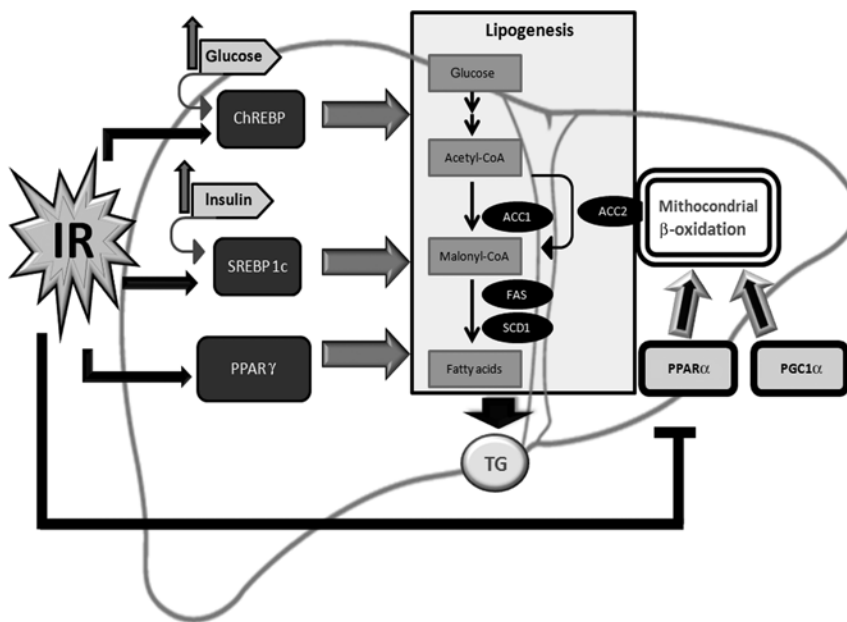 Lipogenesis
Glucose
Glucose
ChREBP
Acetyl-CoA
IR
Insulin
ACC1
ACC2
Mithocondrial
β-oxidation
SREBP1c
Malonyl-CoA
FAS
SCD1
PPARγ
Fatty acids
PPARα
PGC1α
TG